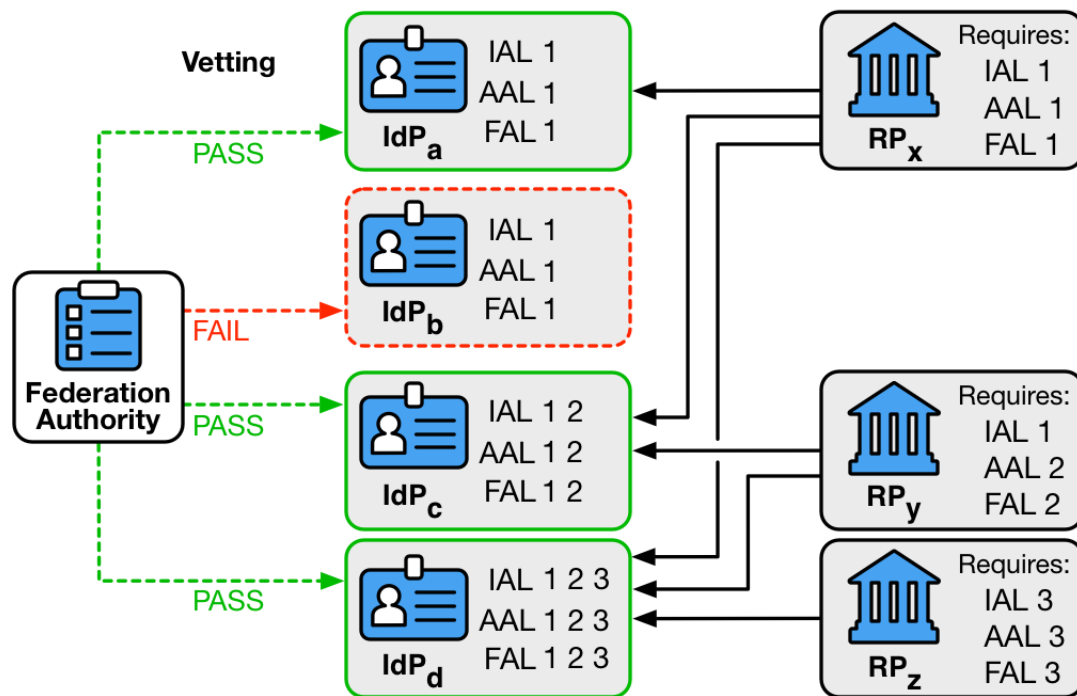 Vetting
IAL 1
AAL 1
FAL 1
IdPa
PASS
Requires:
IAL 1
AAL 1
FAL 1
RPx
IAL 1
AAL 1
FAL 1
IdPb
FAIL
Federation
Authority
IAL 1 2
AAL 1 2
FAL 1 2
IdPc
PASS
Requires:
IAL 1
AAL 2
FAL 2
RPy
IAL 1 2 3
AAL 1 2 3
FAL 1 2 3
IdPd
PASS
Requires:
IAL 3
AAL 3
FAL 3
RPz